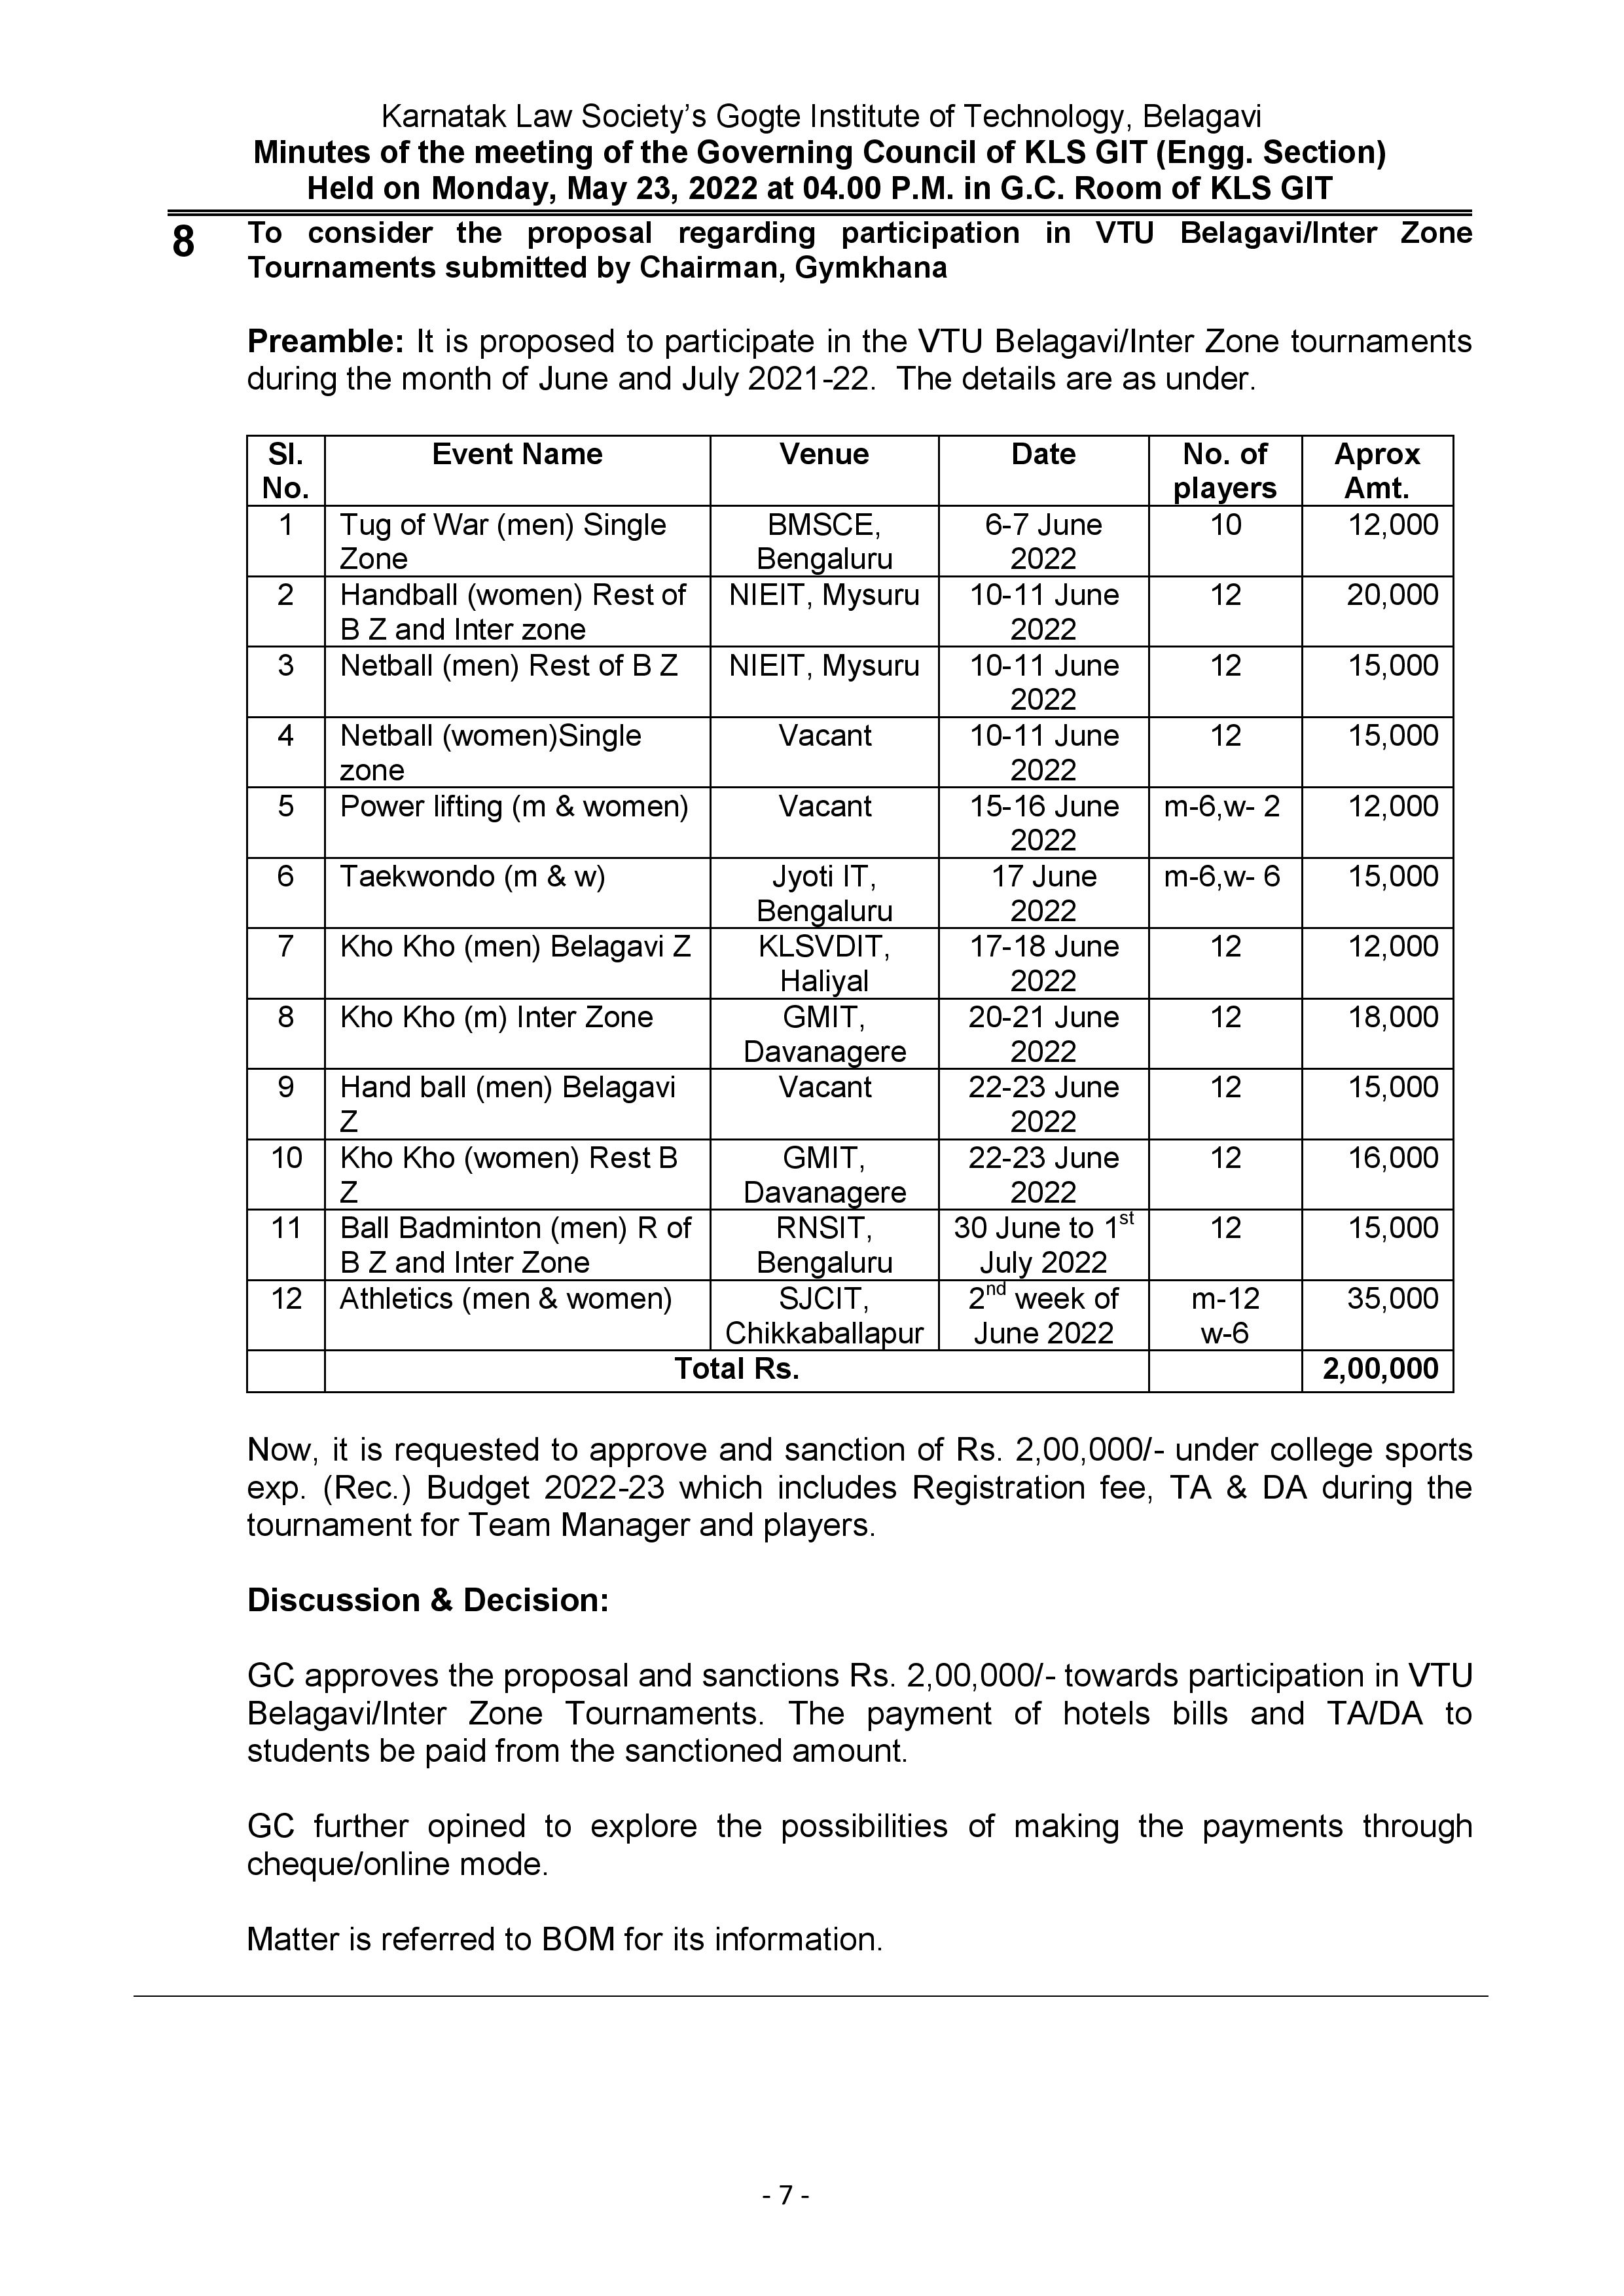 Karnatak Law Society’s Gogte Institute of Technology, Belagavi
Minutes of the meeting of the Governing Council of KLS GIT (Engg. Section)
Held on Monday, May 23, 2022 at 04.00 P.M. in G.C. Room of KLS GIT
8 To consider the proposal regarding participation in VTU Belagavi/Inter Zone
Tournaments submitted by Chairman, Gymkhana
Preamble: It is proposed to participate in the VTU Belagavi/Inter Zone tournaments
during the month of June and July 2021-22. The details are as under.
Sl. Event Name Venue Date No. of Aprox
No. players Amt.
1 Tug of War (men) Single BMSCE, 6-7 June 10 12,000
Zone Bengaluru 2022
2 Handball (women) Rest of NIEIT, Mysuru 10-11 June 12 20,000
B Z and Inter zone 2022
3 Netball (men) Rest of B Z NIEIT, Mysuru 10-11 June 12 15,000
2022
4 Netball (women)Single Vacant 10-11 June 12 15,000
zone 2022
5 Power lifting (m & women) Vacant 15-16 June m-6,w- 2 12,000
2022
6 Taekwondo (m & w) Jyoti IT, 17 June m-6,w- 6 15,000
Bengaluru 2022
7 Kho Kho (men) Belagavi Z KLSVDIT, 17-18 June 12 12,000
Haliyal 2022
8 Kho Kho (m) Inter Zone GMIT, 20-21 June 12 18,000
Davanagere 2022
9 Hand ball (men) Belagavi Vacant 22-23 June 12 15,000
Z 2022
10 Kho Kho (women) Rest B GMIT, 22-23 June 12 16,000
Z Davanagere 2022
11 Ball Badminton (men) R of RNSIT, 30 June to 1st 12 15,000
B Z and Inter Zone Bengaluru July 2022
12 Athletics (men & women) SJCIT, 2nd week of m-12 35,000
Chikkaballapur June 2022 w-6
Total Rs. 2,00,000
Now, it is requested to approve and sanction of Rs. 2,00,000/- under college sports
exp. (Rec.) Budget 2022-23 which includes Registration fee, TA & DA during the
tournament for Team Manager and players.
Discussion & Decision:
GC approves the proposal and sanctions Rs. 2,00,000/- towards participation in VTU
Belagavi/Inter Zone Tournaments. The payment of hotels bills and TA/DA to
students be paid from the sanctioned amount.
GC further opined to explore the possibilities of making the payments through
cheque/online mode.
Matter is referred to BOM for its information.
- 7 -